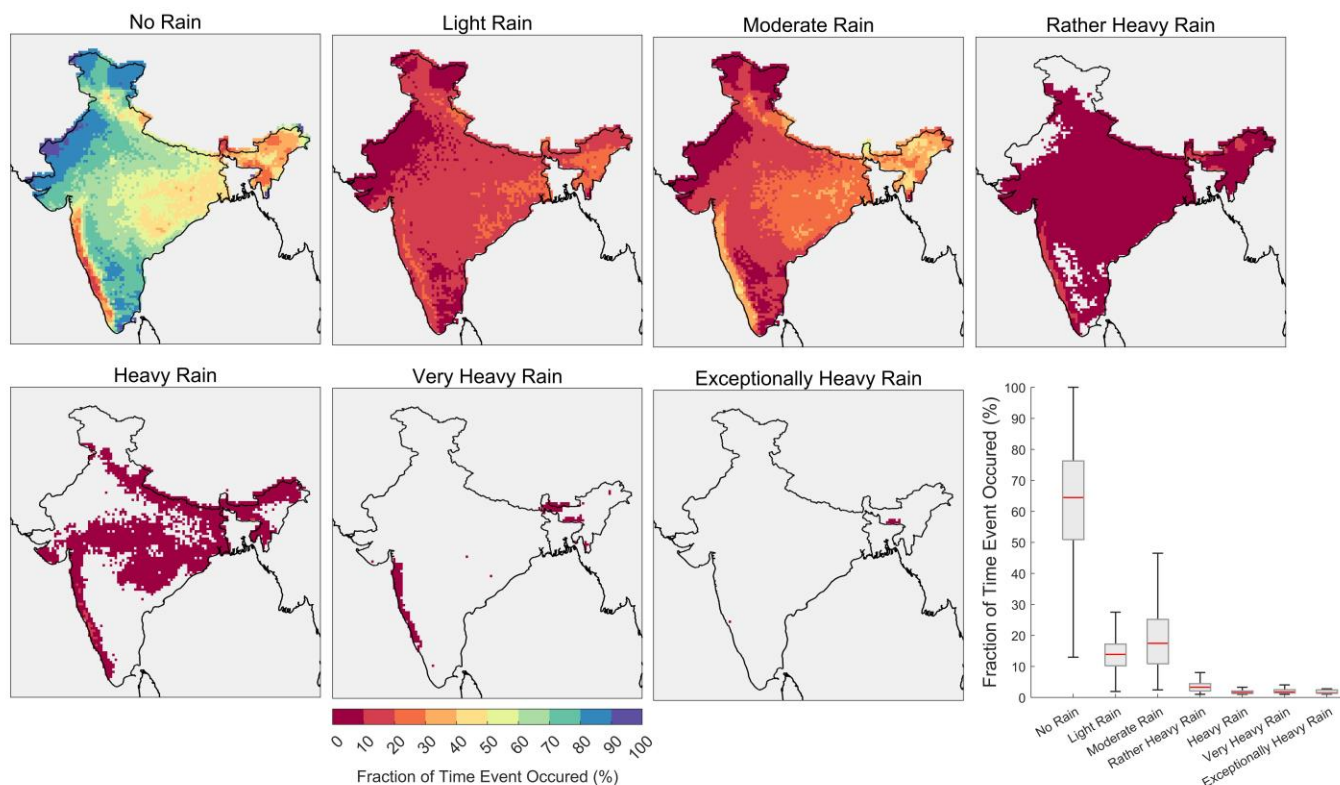 No Rain
Light Rain
Moderate Rain
Rather Heavy Rain
Heavy Rain
Very Heavy Rain
Exceptionally Heavy Rain
0 10 20 30 40 50 60 70 80 90 100
Fraction of Time Event Occured (%)
Fraction of Time Event Occured (%)
100
90
80
70
60
50
40
30
20
10
0
No Rain
Light Rain
Moderate Rain
Rather Heavy Rain
Heavy Rain
Very Heavy Rain
Exceptionally Heavy Rain